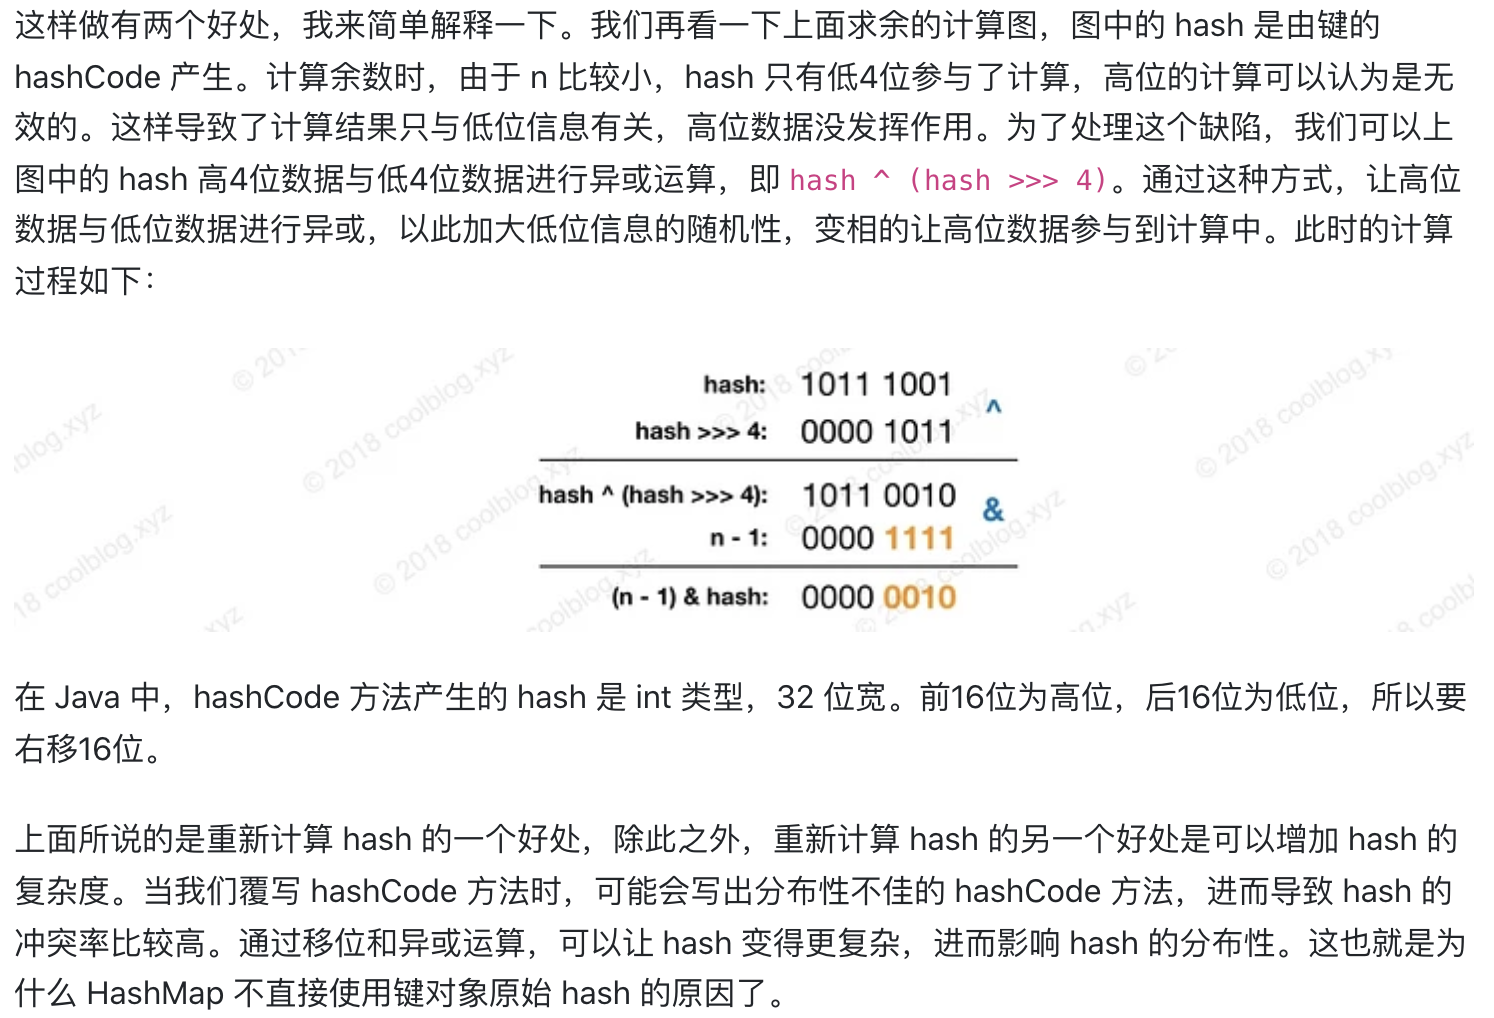 这样做有两个好处，我来简单解释一下。我们再看一下上面求余的计算图，图中的 hash 是由键的
hashCode 产生。计算余数时，由于 n 比较小，hash 只有低4位参与了计算，高位的计算可以认为是无
效的。这样导致了计算结果只与低位信息有关，高位数据没发挥作用。为了处理这个缺陷，我们可以上
图中的 hash 高4位数据与低4位数据进行异或运算，即 hash ^ (hash >>> 4)。通过这种方式，让高位
数据与低位数据进行异或，以此加大低位信息的随机性，变相的让高位数据参与到计算中。此时的计算
过程如下：
hash: 1011 1001
^
hash >>> 4: 0000 1011
hash ^ (hash >>> 4): 1011 0010
&
n - 1: 0000 1111
(n - 1) & hash: 0000 0010
© 2018 coolblog.xyz
在 Java 中，hashCode 方法产生的 hash 是 int 类型，32 位宽。前16位为高位，后16位为低位，所以要
右移16位。
上面所说的是重新计算 hash 的一个好处，除此之外，重新计算 hash 的另一个好处是可以增加 hash 的
复杂度。当我们覆写 hashCode 方法时，可能会写出分布性不佳的 hashCode 方法，进而导致 hash 的
冲突率比较高。通过移位和异或运算，可以让 hash 变得更复杂，进而影响 hash 的分布性。这也就是为
什么 HashMap 不直接使用键对象原始 hash 的原因了。